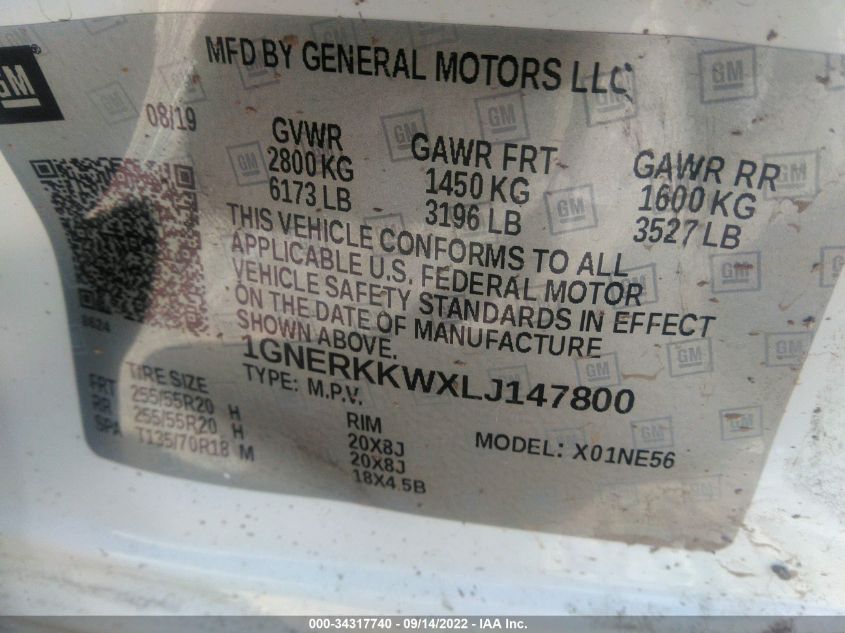 GM
MFD BY GENERAL MOTORS LLC
08/19
GVWR
2800 KG
6173 LB
GAWR FRT
1450 KG
3196 LB
GAWR RR
1600 KG
3527 LB
THIS VEHICLE CONFORMS TO ALL
APPLICABLE U.S. FEDERAL MOTOR
VEHICLE SAFETY STANDARDS IN EFFECT
ON THE DATE OF MANUFACTURE
SHOWN ABOVE.
8624
1GNERKKWXLJ147800
TYPE: M.P.V.
MODEL: X01NE56
TIRE SIZE RIM
FRT 255/55R20 H 20X8J
RR 255/55R20 H 20X8J
SPA T135/70R18 M 18X4.5B
000-34317740 - 09/14/2022 - IAA Inc.